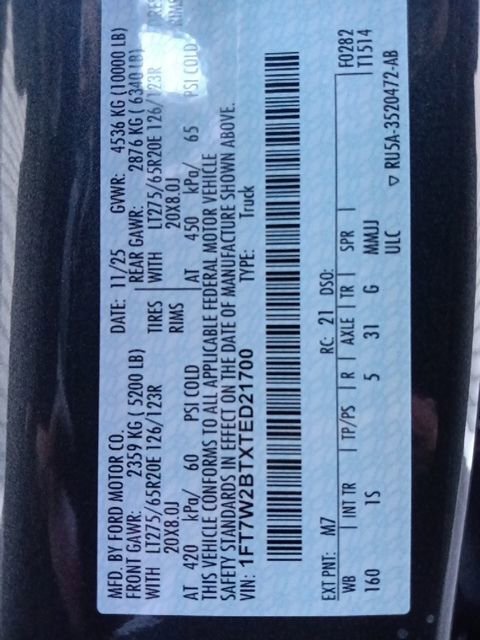 MFD. BY FORD MOTOR CO.
DATE: 11/25 GVWR: 4536 KG (10000 LB)
FRONT GAWR: 2359 KG (5200 LB) REAR GAWR: 2876 KG (6340 LB)
WITH LT275/65R20E 126/123R TIRES WITH LT275/65R20E 126/123R
20X8.0J RIMS 20X8.0J RIMS
AT 420 kPa/ 60 PSI COLD AT 450 kPa/ 65 PSI COLD
THIS VEHICLE CONFORMS TO ALL APPLICABLE FEDERAL MOTOR VEHICLE
SAFETY STANDARDS IN EFFECT ON THE DATE OF MANUFACTURE SHOWN ABOVE.
VIN: 1FT7W2BTXTED21700 TYPE: Truck
F0282
T1514
EXT PNT: M7 RC: 21 DSO:
WB INT TR TP/PS R AXLE TR SPR
160 1S 5 31 G MMJJ
ULC ▽ RU5A-3520472-AB